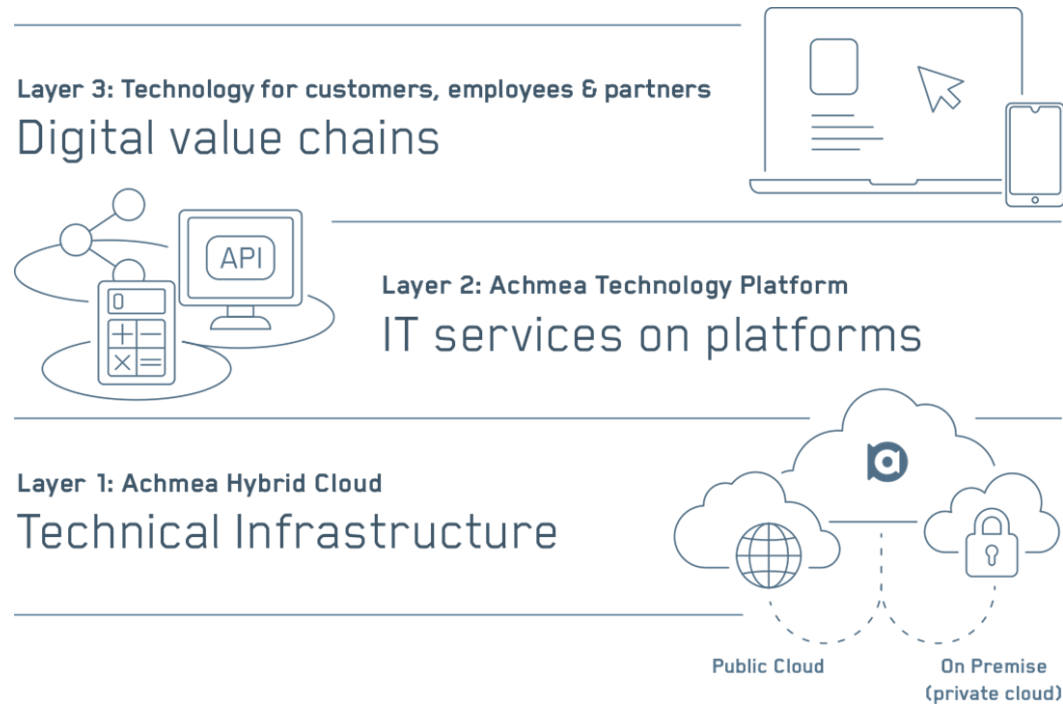 Layer 3: Technology for customers, employees & partners
Digital value chains
API
Layer 2: Achmea Technology Platform
IT services on platforms
Layer 1: Achmea Hybrid Cloud
Technical Infrastructure
Public Cloud
On Premise
(private cloud)